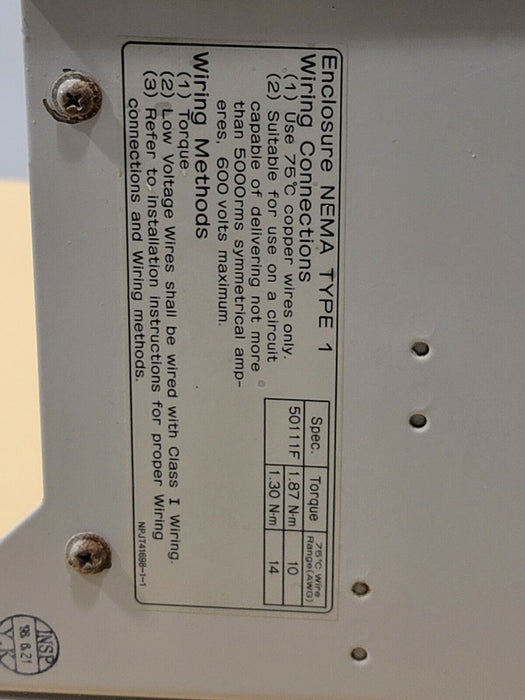 Enclosure NEMA TYPE 1
Wiring Connections
(1) Use 75℃ copper wires only.
(2) Suitable for use on a circuit
capable of delivering not more
than 5000rms symmetrical amp-
eres, 600 volts maximum.
Spec. Torque 75℃ Wire Range(AWG)
50111F 1.87 N·m 10
1.30 N·m 14
Wiring Methods
(1) Torque
(2) Low Voltage Wires shall be wired with Class I Wiring.
(3) Refer to installation instructions for proper Wiring
connections and Wiring methods.
NPJT41698-1-1
INSP
Y.K